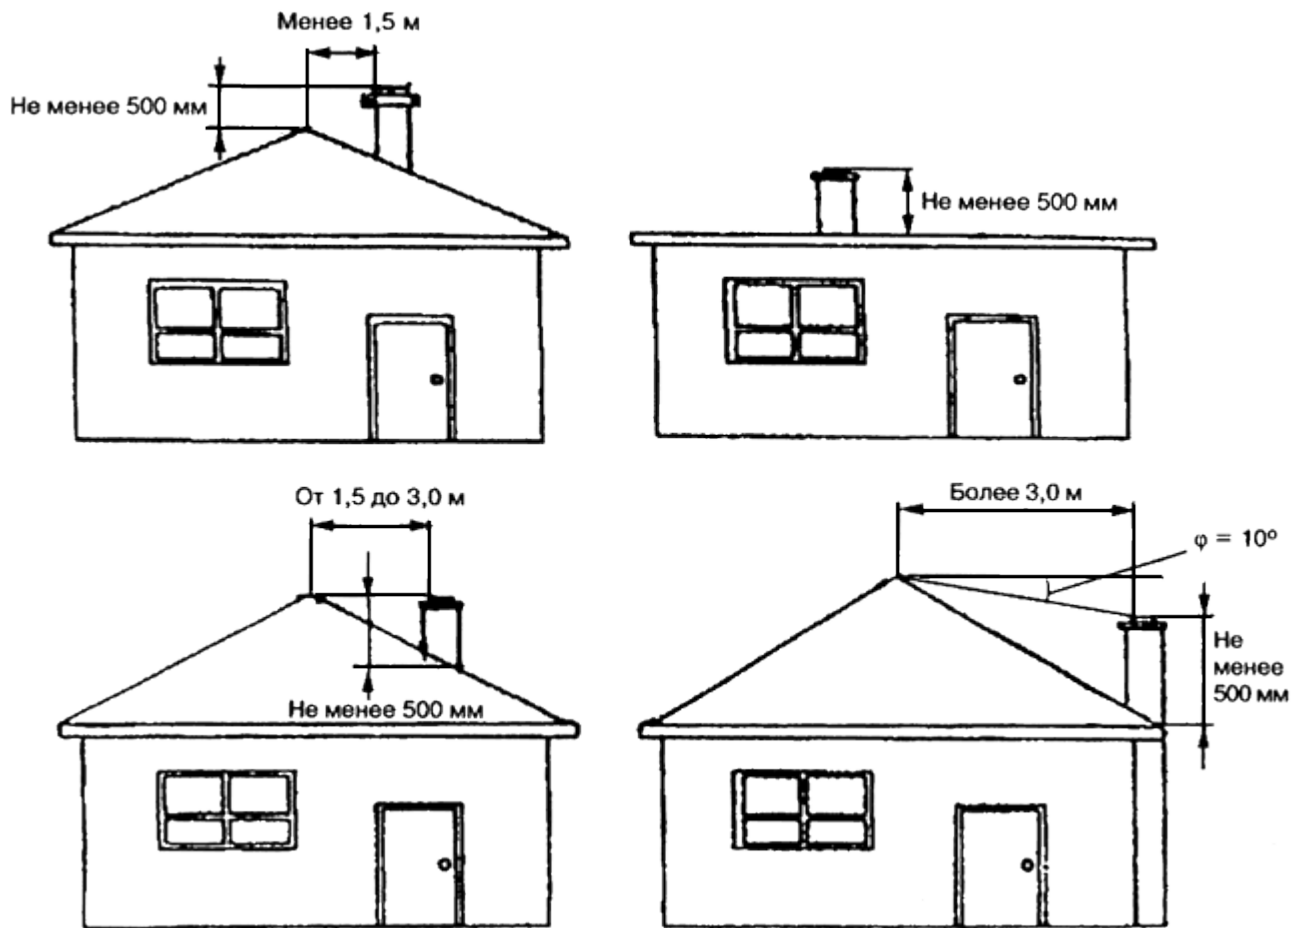 Менее 1,5 м
Не менее 500 мм
Не менее 500 мм
От 1,5 до 3,0 м
Не менее 500 мм
Более 3,0 м
φ = 10º
Не
менее
500 мм